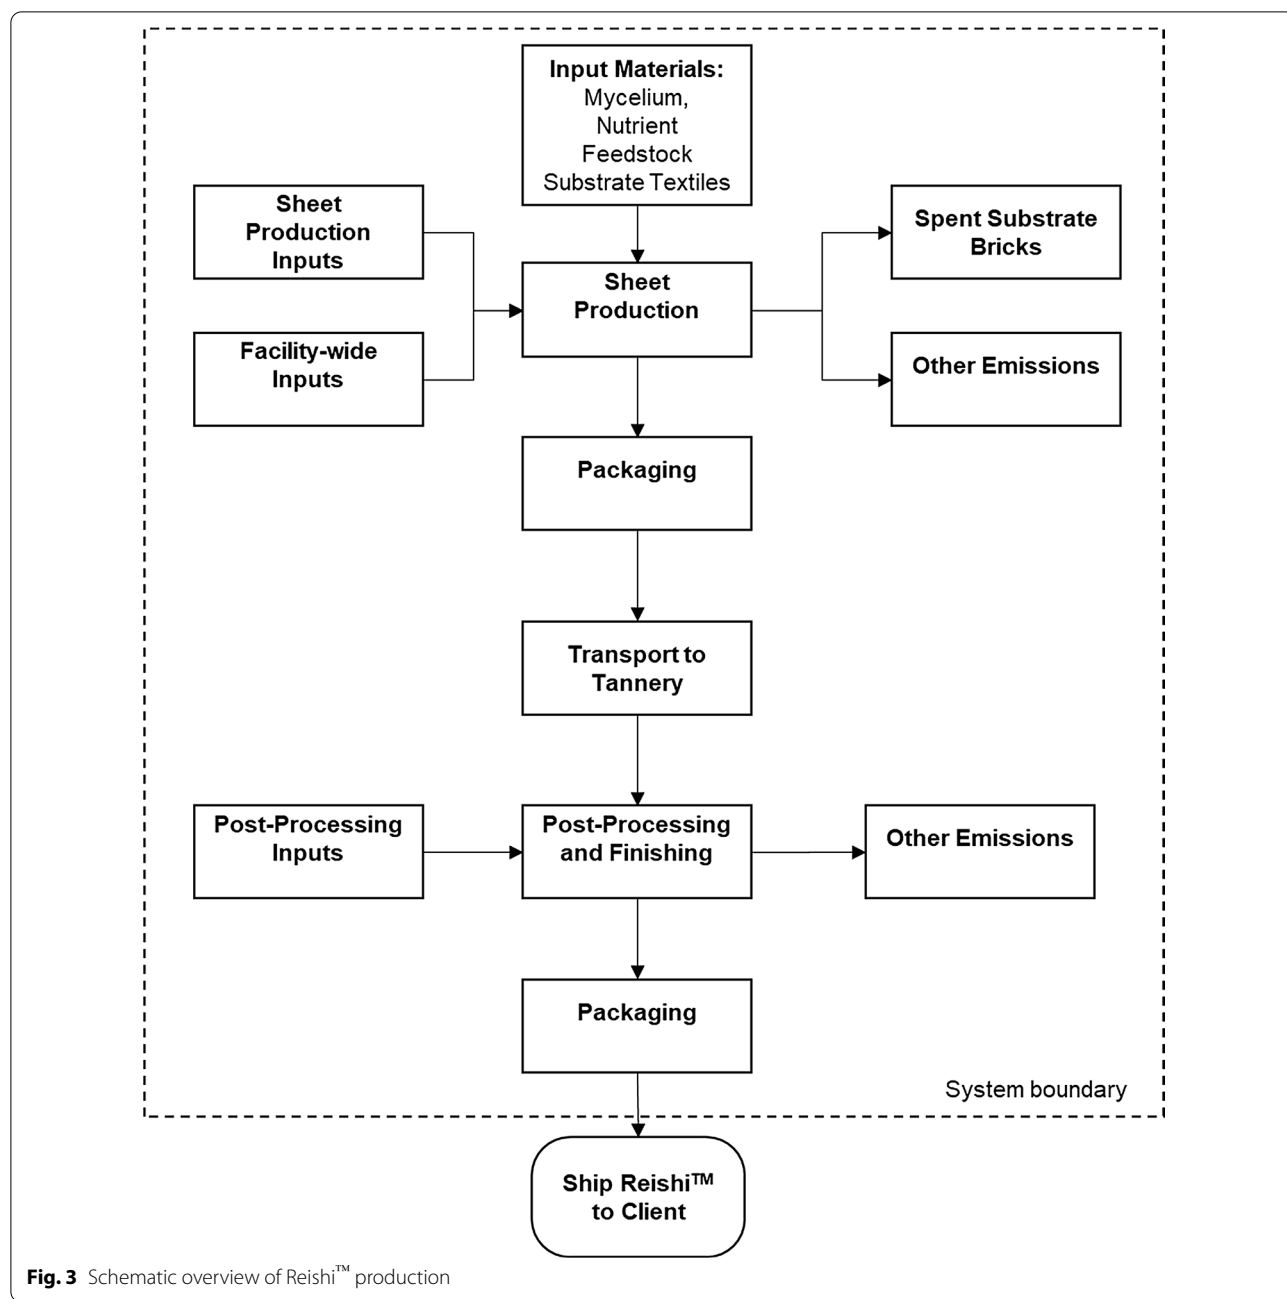 Input Materials:
Mycelium,
Nutrient
Feedstock
Substrate Textiles
Sheet
Production
Inputs
Spent Substrate
Bricks
Sheet
Production
Facility-wide
Inputs
Other Emissions
Packaging
Transport to
Tannery
Post-Processing
Inputs
Post-Processing
and Finishing
Other Emissions
Packaging
System boundary
Ship Reishi™
to Client
Fig. 3 Schematic overview of Reishi™ production